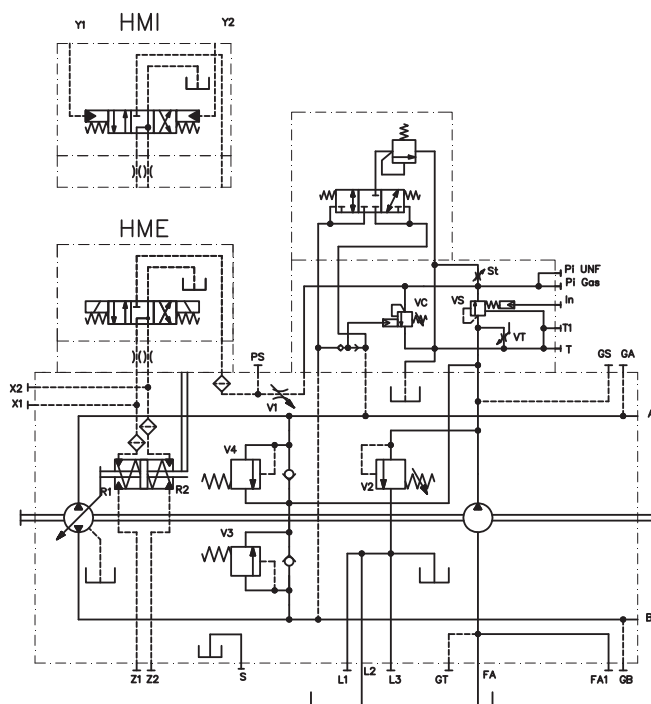 Y1 HMI Y2
HME
St
Pi UNF
Pi Gas
VC
VS
In
VT
T1
T
PS
GS GA
X2
X1
V1
A
V4
R1
R2
V2
V3
B
Z1 Z2
S
L1
L2
L3
GT
FA
FA1 GB